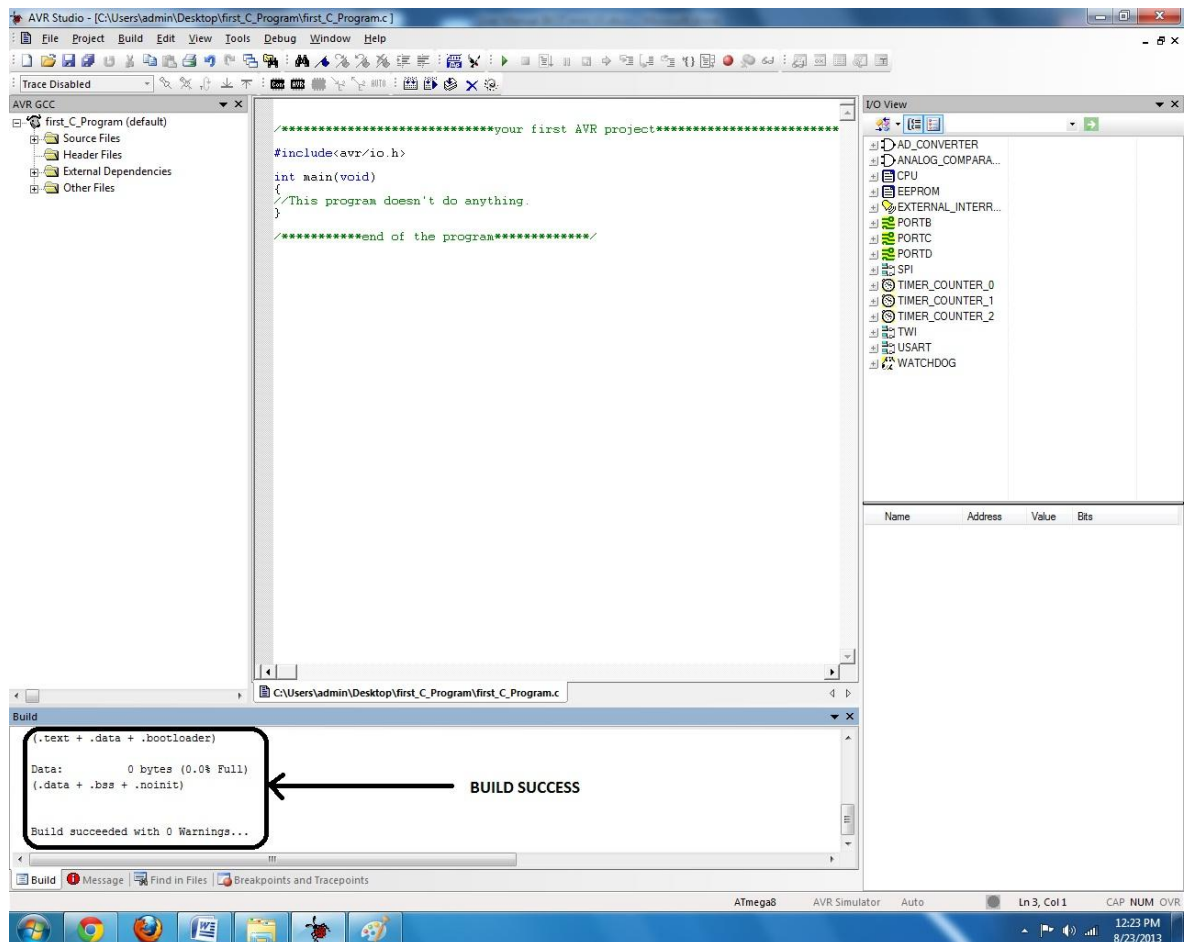 AVR Studio - [C:\Users\admin\Desktop\first_C_Program\first_C_Program.c ]
File Project Build Edit View Tools Debug Window Help
Trace Disabled
AUTO
AVR GCC
first_C_Program (default)
Source Files
Header Files
External Dependencies
Other Files
/****************************your first AVR project************************
#include<avr/io.h>
int main(void)
{
//This program doesn't do anything.
}
/***********end of the program*************/
C:\Users\admin\Desktop\first_C_Program\first_C_Program.c
I/O View
AD_CONVERTER
ANALOG_COMPARA...
CPU
EEPROM
EXTERNAL_INTERR...
PORTB
PORTC
PORTD
SPI
TIMER_COUNTER_0
TIMER_COUNTER_1
TIMER_COUNTER_2
TWI
USART
WATCHDOG
Name Address Value Bits
Build
(.text + .data + .bootloader)
Data: 0 bytes (0.0% Full)
(.data + .bss + .noinit)
Build succeeded with 0 Warnings...
BUILD SUCCESS
Build Message Find in Files Breakpoints and Tracepoints
ATmega8 AVR Simulator Auto Ln 3, Col 1 CAP NUM OVR
12:23 PM
8/23/2013